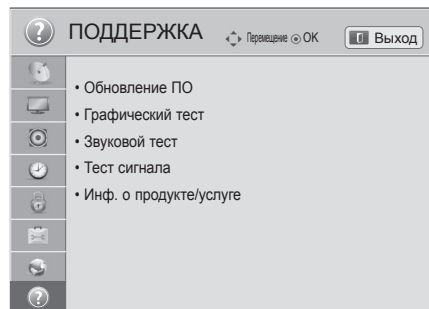 ПОДДЕРЖКА Перемещение OK Выход
• Обновление ПО
• Графический тест
• Звуковой тест
• Тест сигнала
• Инф. о продукте/услуге